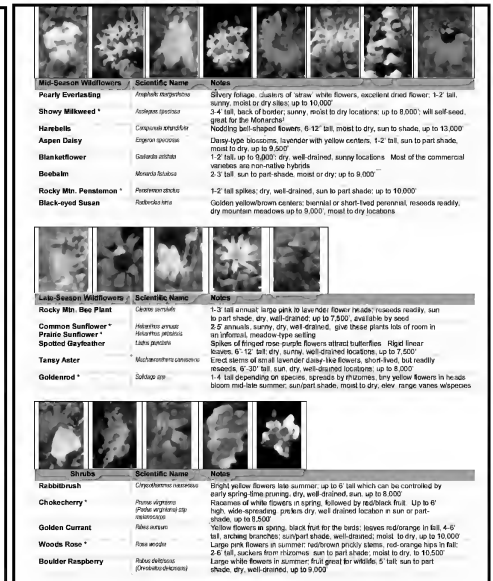 Mid-Season Wildflowers Scientific Name Notes
Pearly Everlasting Anaphalis margaritacea Silvery foliage, clusters of 'straw' white flowers, excellent dried flower; 1-2' tall,
sunny, moist or dry sites; up to 10,000'
Showy Milkweed * Asclepias speciosa 3-4' tall, back of border; sunny, moist to dry locations; up to 8,000'; will self-seed,
great for the Monarchs!
Harebells Campanula rotundifolia Nodding bell-shaped flowers, 6-12" tall, moist to dry, sun to shade, up to 13,000'
Aspen Daisy Erigeron speciosus Daisy-type blossoms, lavender with yellow centers, 1-2' tall, sun to part shade,
moist to dry, up to 9,500'
Blanketflower Gaillardia aristata 1-2' tall, up to 9,000'; dry, well-drained, sunny locations Most of the commercial
varieties are non-native hybrids
Beebalm Monarda fistulosa 2-3' tall, sun to part-shade, moist or dry; up to 9,000'
Rocky Mtn. Penstemon * Penstemon strictus 1-2' tall spikes; dry, well-drained, sun to part shade; up to 10,000'
Black-eyed Susan Rudbeckia hirta Golden yellow/brown centers; biennial or short-lived perennial, reseeds readily,
dry mountain meadows up to 9,000', moist to dry locations
Late-Season Wildflowers Scientific Name Notes
Rocky Mtn. Bee Plant Cleome serrulata 1-3' tall annual; large pink to lavender flower heads; reseeds readily, sun
to part shade, dry, well-drained; up to 7,500', available by seed
Common Sunflower * Helianthus annuus 2-5' annuals, sunny, dry, well-drained, give these plants lots of room in
Prairie Sunflower * Helianthus petiolaris an informal, meadow-type setting
Spotted Gayfeather Liatris punctata Spikes of fringed rose-purple flowers attract butterflies Rigid linear
leaves, 6-12" tall; dry, sunny, well-drained locations, up to 7,500'
Tansy Aster Machaeranthera canescens Erect stems of small lavender daisy-like flowers, short-lived, but readily
reseeds, 6"-30" tall, sun, dry, well-drained locations; up to 8,000'
Goldenrod * Solidago spp 1-4' tall depending on species, spreads by rhizomes, tiny yellow flowers in heads
bloom mid-late summer; sun/part shade, moist to dry, elev range varies w/species
Shrubs Scientific Name Notes
Rabbitbrush Chrysothamnus nauseosus Bright yellow flowers late summer; up to 6' tall which can be controlled by
early spring-time pruning, dry, well-drained, sun, up to 8,000'
Chokecherry * Prunus virginiana Racemes of white flowers in spring, followed by red/black fruit. Up to 6'
(Padus virginiana) ssp high, wide-spreading prefers dry, well drained location in sun or part-
melanocarpa shade, up to 8,500'
Golden Currant Ribes aureum Yellow flowers in spring, black fruit for the birds; leaves red/orange in fall, 4-6'
tall, arching branches; sun/part shade, well-drained; moist to dry, up to 10,000'
Woods Rose * Rosa woodsii Large pink flowers in summer; red/brown prickly stems, red-orange hips in fall;
2-6' tall, suckers from rhizomes sun to part shade; moist to dry, to 10,500'
Boulder Raspberry Rubus deliciosus Large white flowers in summer; fruit great for wildlife, 5' tall; sun to part
(Oreobatus deliciosus) shade, dry, well-drained, up to 9,000'